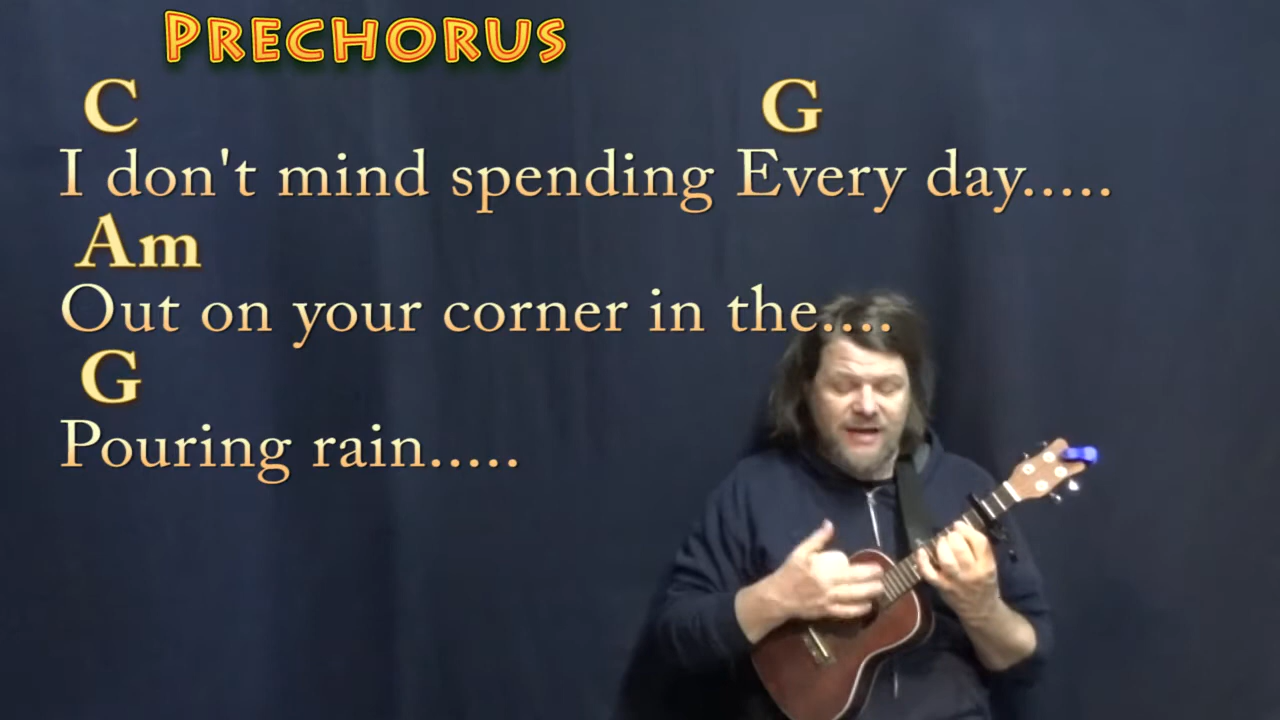 PRECHORUS
C G
I don't mind spending Every day.....
Am
Out on your corner in the....
G
Pouring rain.....